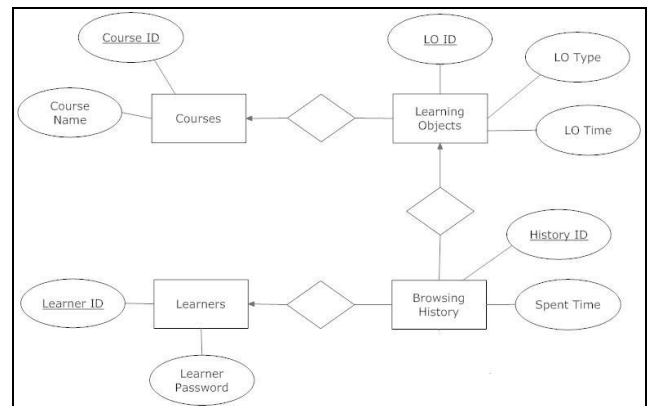 Course ID
Course
Name
Courses
LO ID
LO Type
Learning
Objects
LO Time
History ID
Learner ID
Learners
Browsing
History
Spent Time
Learner
Password